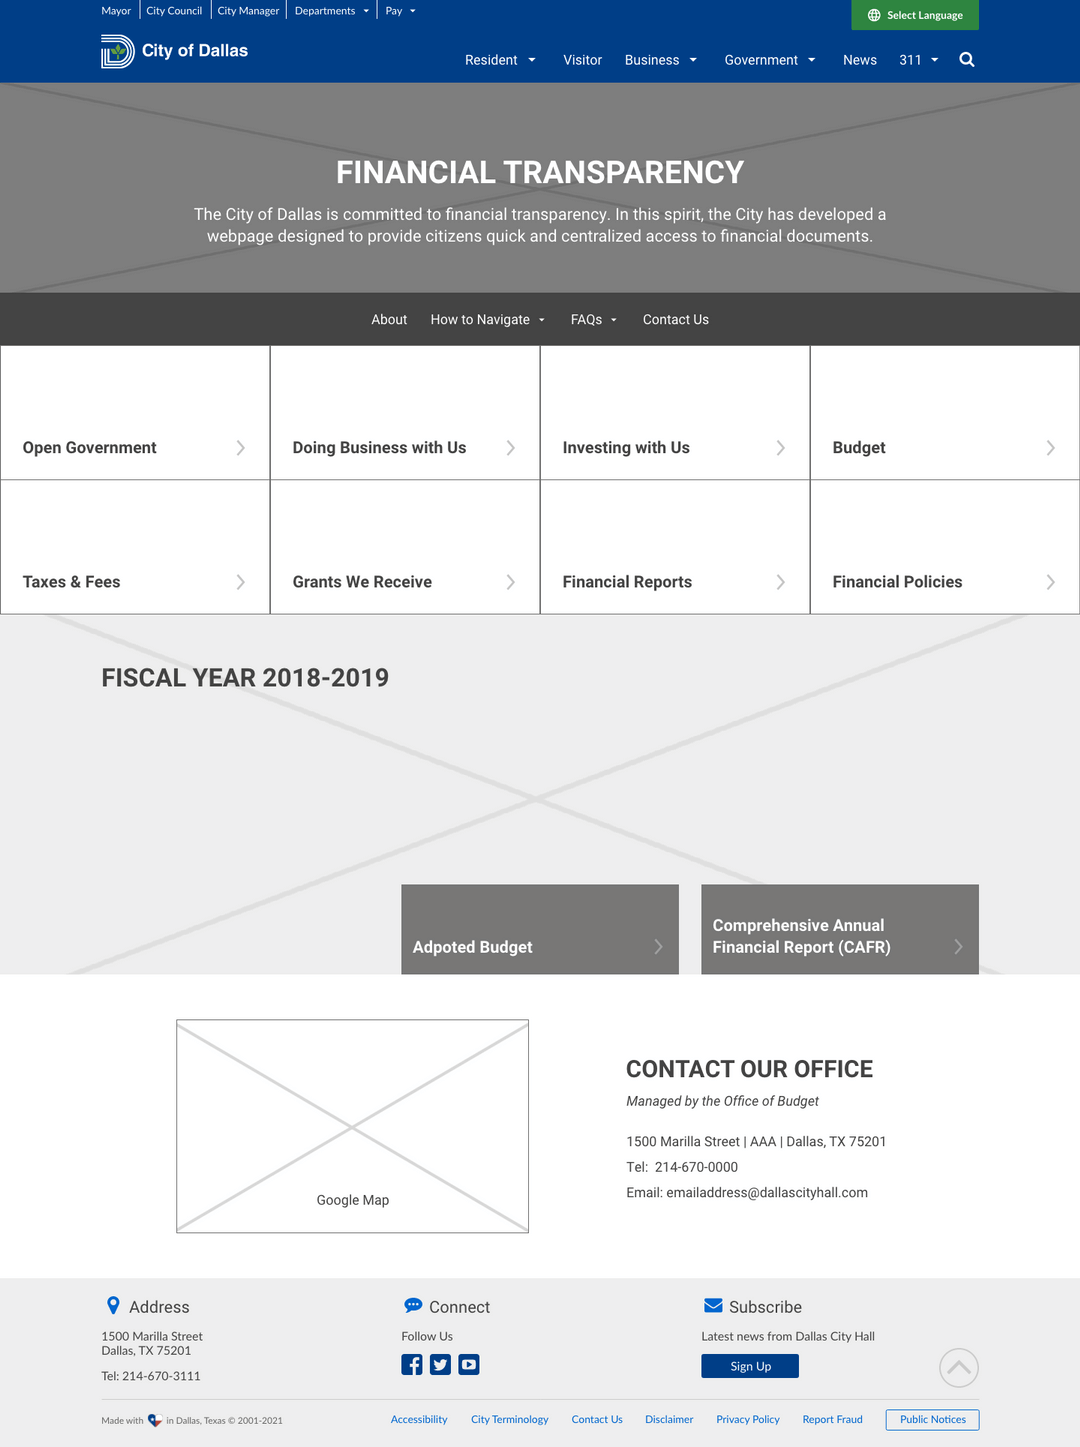 Mayor
City Council
City Manager
Departments
Pay
Select Language
City of Dallas
Resident
Visitor
Business
Government
News
311
FINANCIAL TRANSPARENCY
The City of Dallas is committed to financial transparency. In this spirit, the City has developed a
webpage designed to provide citizens quick and centralized access to financial documents.
About
How to Navigate
FAQs
Contact Us
Open Government
Doing Business with Us
Investing with Us
Budget
Taxes & Fees
Grants We Receive
Financial Reports
Financial Policies
FISCAL YEAR 2018-2019
Adpoted Budget
Comprehensive Annual
Financial Report (CAFR)
Google Map
CONTACT OUR OFFICE
Managed by the Office of Budget
1500 Marilla Street | AAA | Dallas, TX 75201
Tel: 214-670-0000
Email: emailaddress@dallascityhall.com
Address
1500 Marilla Street
Dallas, TX 75201
Tel: 214-670-3111
Connect
Follow Us
Subscribe
Latest news from Dallas City Hall
Sign Up
Made with in Dallas, Texas © 2001-2021
Accessibility
City Terminology
Contact Us
Disclaimer
Privacy Policy
Report Fraud
Public Notices